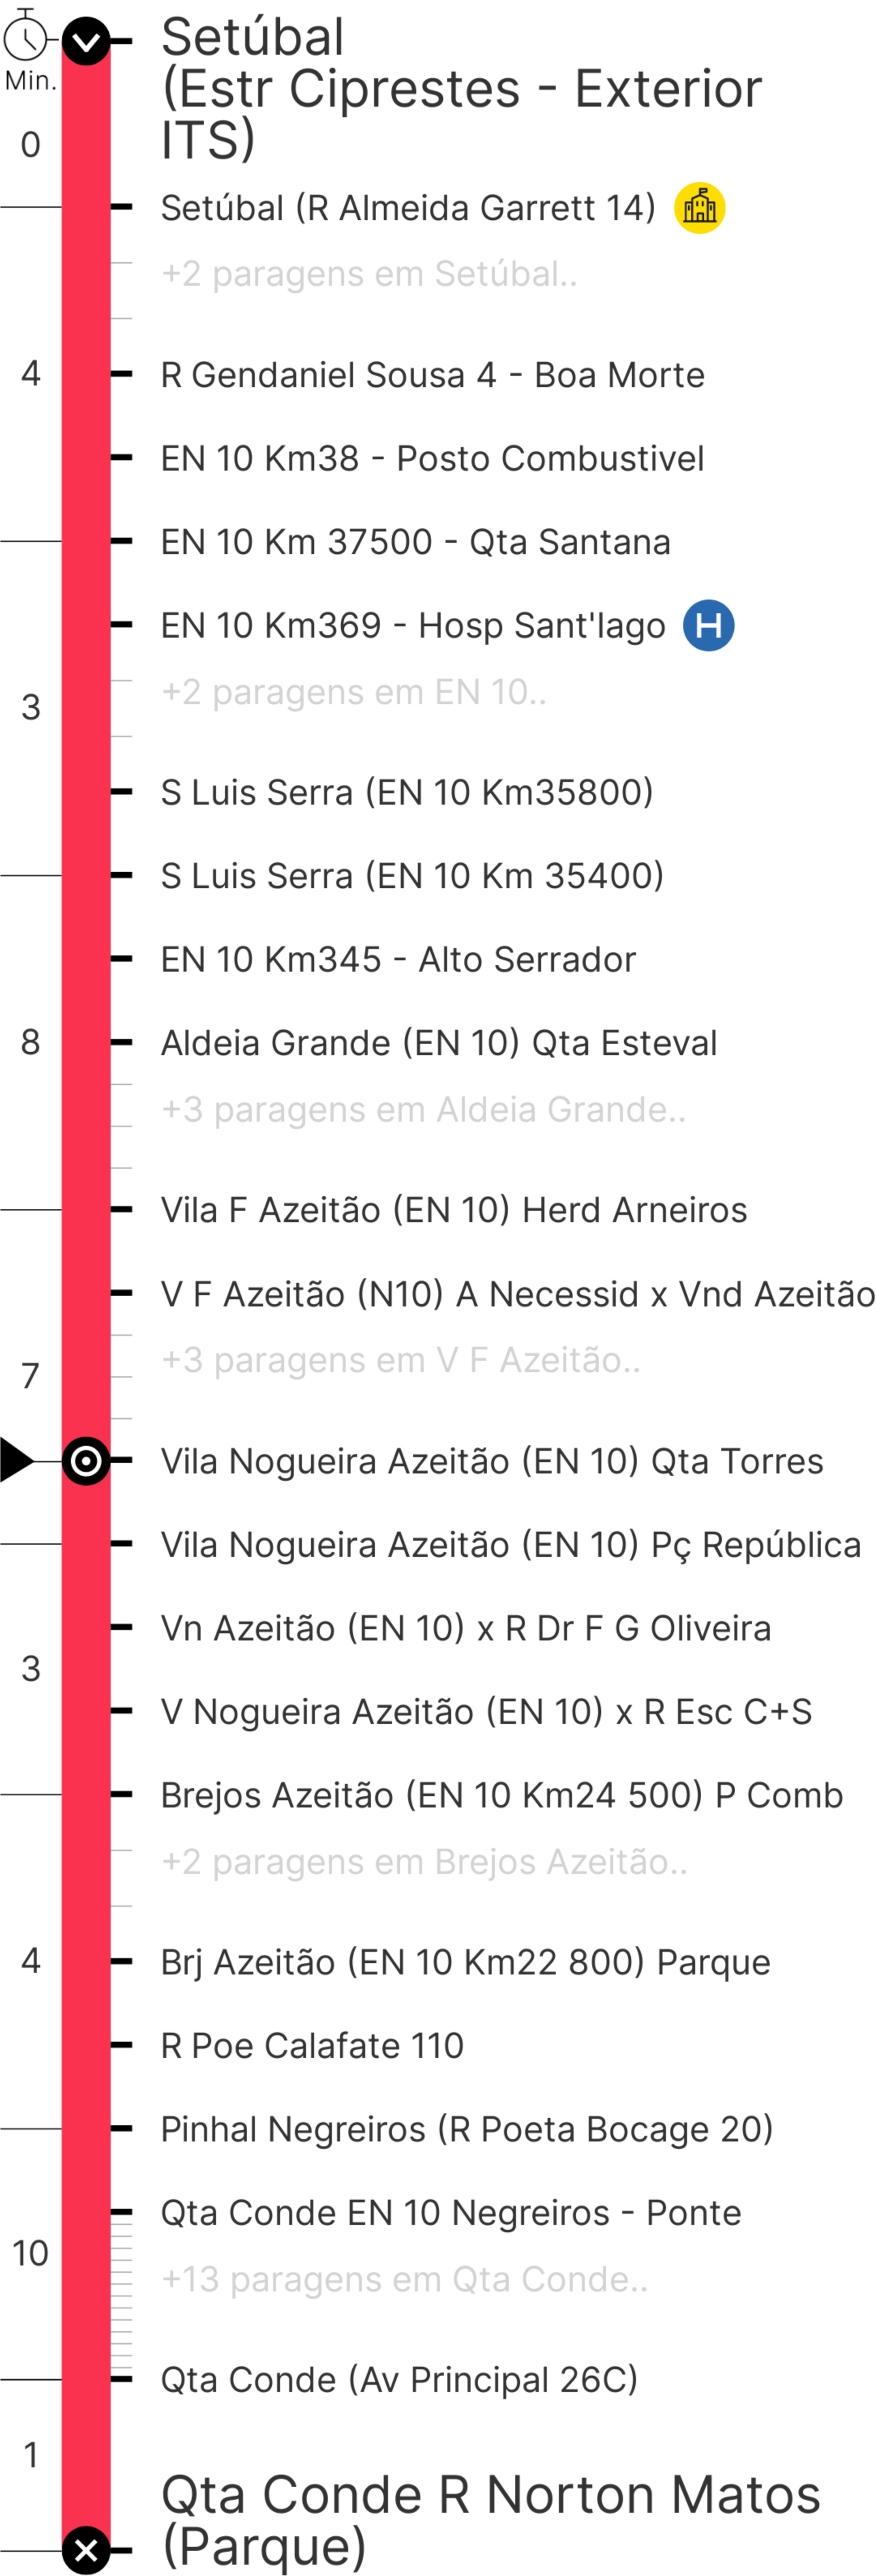 Setúbal
(Estr Ciprestes - Exterior
ITS)
Min.
0
Setúbal (R Almeida Garrett 14)
+2 paragens em Setúbal..
4
R Gendaniel Sousa 4 - Boa Morte
EN 10 Km38 - Posto Combustivel
EN 10 Km 37500 - Qta Santana
EN 10 Km369 - Hosp Sant'Iago H
+2 paragens em EN 10..
3
S Luis Serra (EN 10 Km35800)
S Luis Serra (EN 10 Km 35400)
EN 10 Km345 - Alto Serrador
8
Aldeia Grande (EN 10) Qta Esteval
+3 paragens em Aldeia Grande..
Vila F Azeitão (EN 10) Herd Arneiros
V F Azeitão (N10) A Necessid x Vnd Azeitão
+3 paragens em V F Azeitão..
7
Vila Nogueira Azeitão (EN 10) Qta Torres
Vila Nogueira Azeitão (EN 10) Pç República
Vn Azeitão (EN 10) x R Dr F G Oliveira
3
V Nogueira Azeitão (EN 10) x R Esc C+S
Brejos Azeitão (EN 10 Km24 500) P Comb
+2 paragens em Brejos Azeitão..
4
Brj Azeitão (EN 10 Km22 800) Parque
R Poe Calafate 110
Pinhal Negreiros (R Poeta Bocage 20)
Qta Conde EN 10 Negreiros - Ponte
10
+13 paragens em Qta Conde..
Qta Conde (Av Principal 26C)
1
Qta Conde R Norton Matos
(Parque)